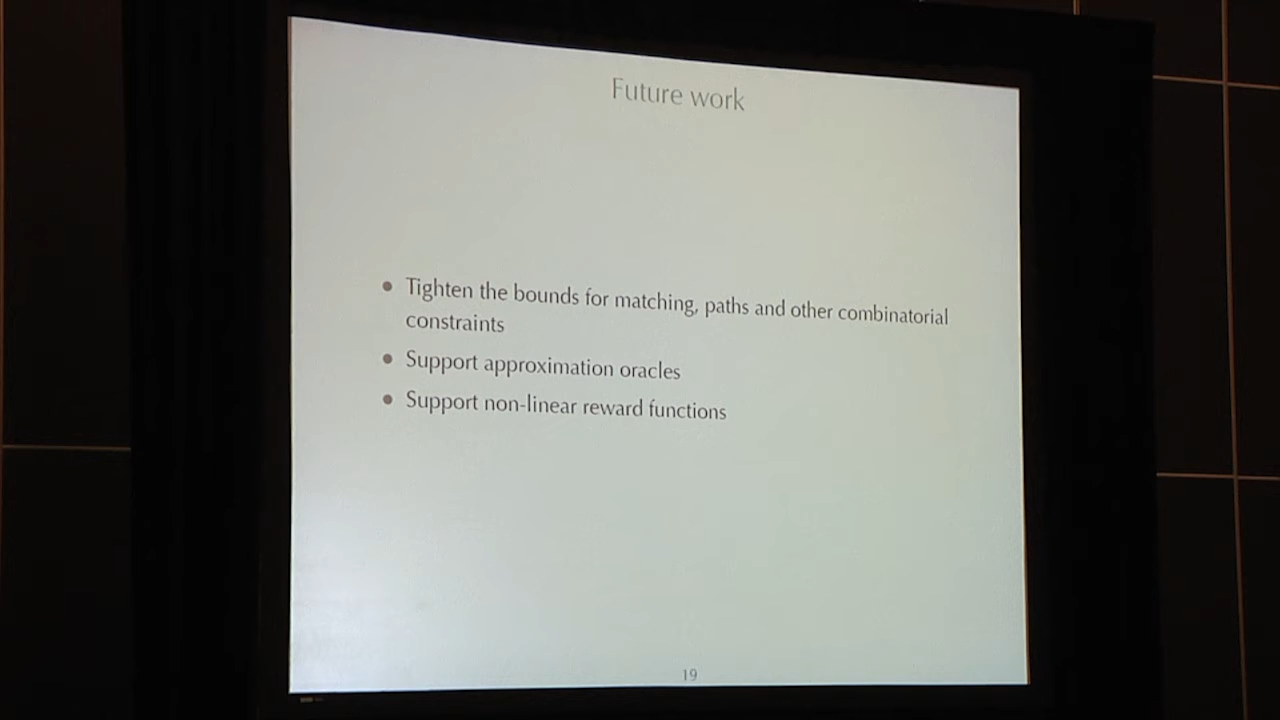 Future work
• Tighten the bounds for matching, paths and other combinatorial
constraints
• Support approximation oracles
• Support non-linear reward functions
19